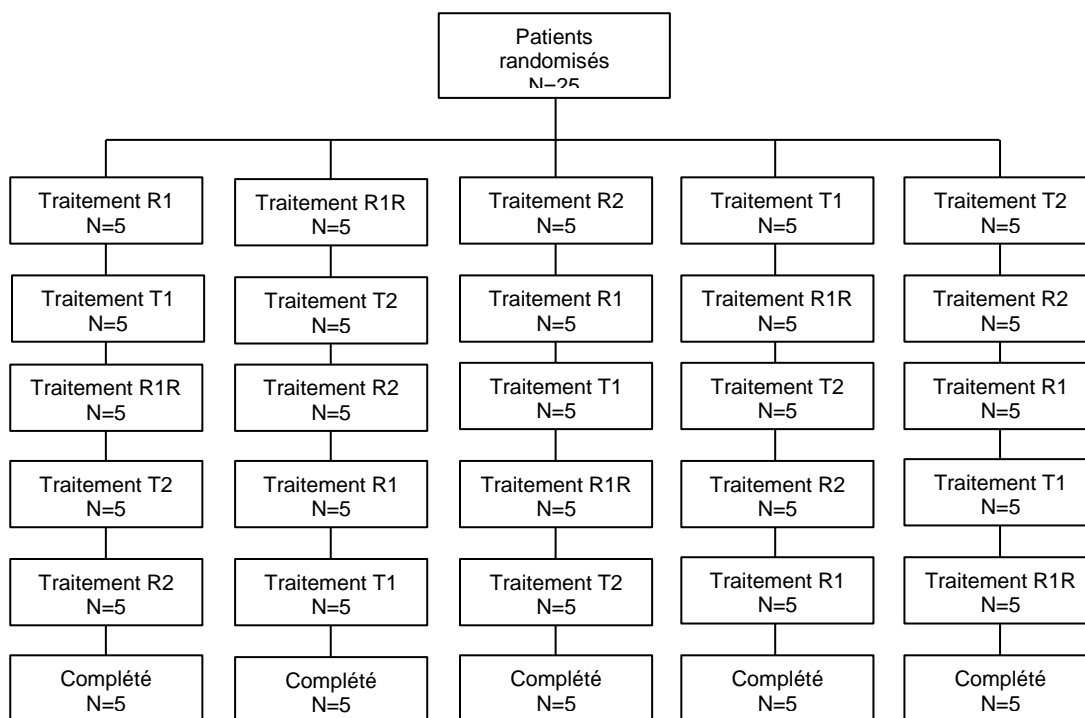 Patients
randomisés
N=25
Traitement R1
N=5
Traitement R1R
N=5
Traitement R2
N=5
Traitement T1
N=5
Traitement T2
N=5
Traitement T1
N=5
Traitement T2
N=5
Traitement R1
N=5
Traitement R1R
N=5
Traitement R2
N=5
Traitement R1R
N=5
Traitement R2
N=5
Traitement T1
N=5
Traitement T2
N=5
Traitement R1
N=5
Traitement T2
N=5
Traitement R1
N=5
Traitement R1R
N=5
Traitement R2
N=5
Traitement T1
N=5
Traitement R2
N=5
Traitement T1
N=5
Traitement T2
N=5
Traitement R1
N=5
Traitement R1R
N=5
Complété
N=5
Complété
N=5
Complété
N=5
Complété
N=5
Complété
N=5